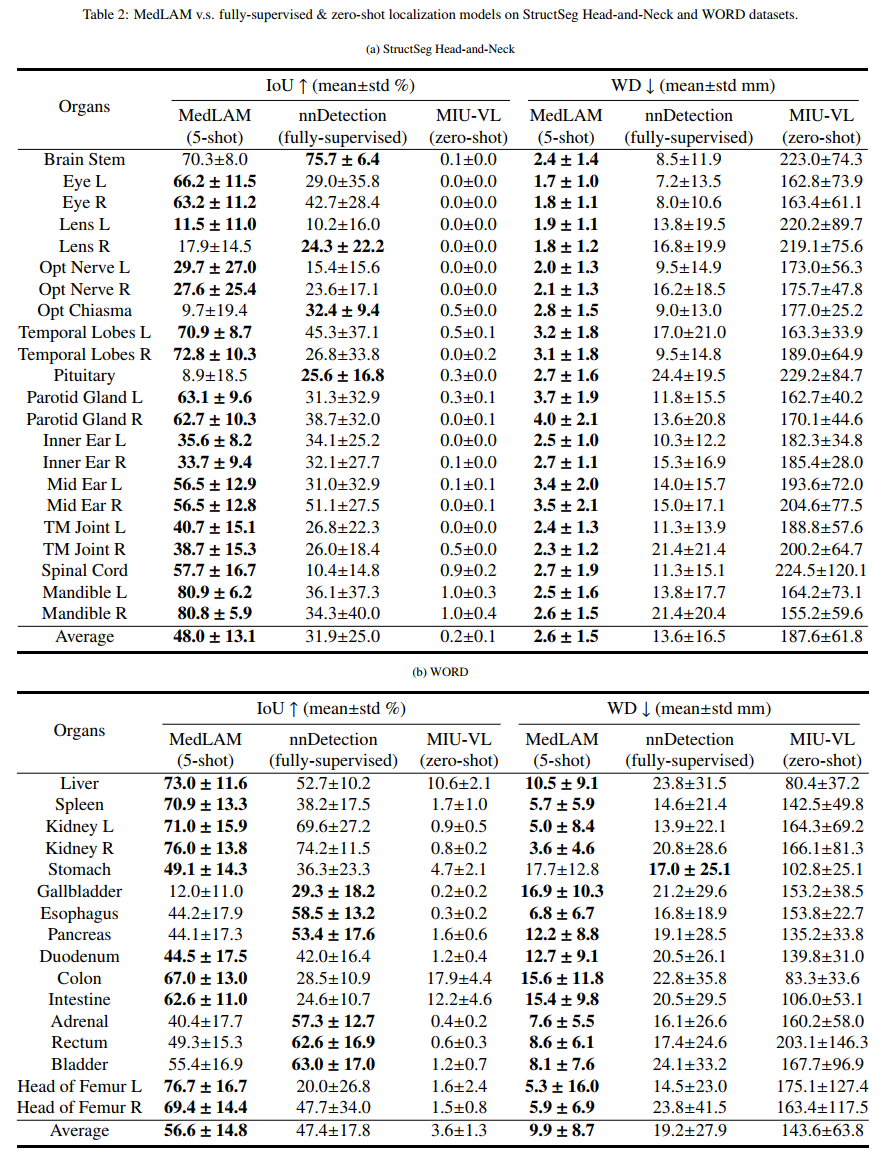 Table 2: MedLAM v.s. fully-supervised & zero-shot localization models on StructSeg Head-and-Neck and WORD datasets.
(a) StructSeg Head-and-Neck
Organs IoU ↑ (mean±std %) WD ↓ (mean±std mm)
MedLAM nnDetection MIU-VL MedLAM nnDetection MIU-VL
(5-shot) (fully-supervised) (zero-shot) (5-shot) (fully-supervised) (zero-shot)
Brain Stem 70.3±8.0 75.7 ± 6.4 0.1±0.0 2.4 ± 1.4 8.5±11.9 223.0±74.3
Eye L 66.2 ± 11.5 29.0±35.8 0.0±0.0 1.7 ± 1.0 7.2±13.5 162.8±73.9
Eye R 63.2 ± 11.2 42.7±28.4 0.0±0.0 1.8 ± 1.1 8.0±10.6 163.4±61.1
Lens L 11.5 ± 11.0 10.2±16.0 0.0±0.0 1.9 ± 1.1 13.8±19.5 220.2±89.7
Lens R 17.9±14.5 24.3 ± 22.2 0.0±0.0 1.8 ± 1.2 16.8±19.9 219.1±75.6
Opt Nerve L 29.7 ± 27.0 15.4±15.6 0.0±0.0 2.0 ± 1.3 9.5±14.9 173.0±56.3
Opt Nerve R 27.6 ± 25.4 23.6±17.1 0.0±0.0 2.1 ± 1.3 16.2±18.5 175.7±47.8
Opt Chiasma 9.7±19.4 32.4 ± 9.4 0.5±0.0 2.8 ± 1.5 9.0±13.0 177.0±25.2
Temporal Lobes L 70.9 ± 8.7 45.3±37.1 0.5±0.1 3.2 ± 1.8 17.0±21.0 163.3±33.9
Temporal Lobes R 72.8 ± 10.3 26.8±33.8 0.0±0.2 3.1 ± 1.8 9.5±14.8 189.0±64.9
Pituitary 8.9±18.5 25.6 ± 16.8 0.3±0.0 2.7 ± 1.6 24.4±19.5 229.2±84.7
Parotid Gland L 63.1 ± 9.6 31.3±32.9 0.3±0.1 3.7 ± 1.9 11.8±15.5 162.7±40.2
Parotid Gland R 62.7 ± 10.3 38.7±32.0 0.0±0.1 4.0 ± 2.1 13.6±20.8 170.1±44.6
Inner Ear L 35.6 ± 8.2 34.1±25.2 0.0±0.0 2.5 ± 1.0 10.3±12.2 182.3±34.8
Inner Ear R 33.7 ± 9.4 32.1±27.7 0.1±0.0 2.7 ± 1.1 15.3±16.9 185.4±28.0
Mid Ear L 56.5 ± 12.9 31.0±32.9 0.1±0.1 3.4 ± 2.0 14.0±15.7 193.6±72.0
Mid Ear R 56.5 ± 12.8 51.1±27.5 0.0±0.1 3.5 ± 2.1 15.0±17.1 204.6±77.5
TM Joint L 40.7 ± 15.1 26.8±22.3 0.0±0.0 2.4 ± 1.3 11.3±13.9 188.8±57.6
TM Joint R 38.7 ± 15.3 26.0±18.4 0.5±0.0 2.3 ± 1.2 21.4±21.4 200.2±64.7
Spinal Cord 57.7 ± 16.7 10.4±14.8 0.9±0.2 2.7 ± 1.9 11.3±15.1 224.5±120.1
Mandible L 80.9 ± 6.2 36.1±37.3 1.0±0.3 2.5 ± 1.6 13.8±17.7 164.2±73.1
Mandible R 80.8 ± 5.9 34.3±40.0 1.0±0.4 2.6 ± 1.5 21.4±20.4 155.2±59.6
Average 48.0 ± 13.1 31.9±25.0 0.2±0.1 2.6 ± 1.5 13.6±16.5 187.6±61.8
(b) WORD
Organs IoU ↑ (mean±std %) WD ↓ (mean±std mm)
MedLAM nnDetection MIU-VL MedLAM nnDetection MIU-VL
(5-shot) (fully-supervised) (zero-shot) (5-shot) (fully-supervised) (zero-shot)
Liver 73.0 ± 11.6 52.7±10.2 10.6±2.1 10.5 ± 9.1 23.8±31.5 80.4±37.2
Spleen 70.9 ± 13.3 38.2±17.5 1.7±1.0 5.7 ± 5.9 14.6±21.4 142.5±49.8
Kidney L 71.0 ± 15.9 69.6±27.2 0.9±0.5 5.0 ± 8.4 13.9±22.1 164.3±69.2
Kidney R 76.0 ± 13.8 74.2±11.5 0.8±0.2 3.6 ± 4.6 20.8±28.6 166.1±81.3
Stomach 49.1 ± 14.3 36.3±23.3 4.7±2.1 17.7±12.8 17.0 ± 25.1 102.8±25.1
Gallbladder 12.0±11.0 29.3 ± 18.2 0.2±0.2 16.9 ± 10.3 21.2±29.6 153.2±38.5
Esophagus 44.2±17.9 58.5 ± 13.2 0.3±0.2 6.8 ± 6.7 16.8±18.9 153.8±22.7
Pancreas 44.1±17.3 53.4 ± 17.6 1.6±0.6 12.2 ± 8.8 19.1±28.5 135.2±33.8
Duodenum 44.5 ± 17.5 42.0±16.4 1.2±0.4 12.7 ± 9.1 20.5±26.1 139.8±31.0
Colon 67.0 ± 13.0 28.5±10.9 17.9±4.4 15.6 ± 11.8 22.8±35.8 83.3±33.6
Intestine 62.6 ± 11.0 24.6±10.7 12.2±4.6 15.4 ± 9.8 20.5±29.5 106.0±53.1
Adrenal 40.4±17.7 57.3 ± 12.7 0.4±0.2 7.6 ± 5.5 16.1±26.6 160.2±58.0
Rectum 49.3±15.3 62.6 ± 16.9 0.6±0.3 8.6 ± 6.1 17.4±24.6 203.1±146.3
Bladder 55.4±16.9 63.0 ± 17.0 1.2±0.7 8.1 ± 7.6 24.1±33.2 167.7±96.9
Head of Femur L 76.7 ± 16.7 20.0±26.8 1.6±2.4 5.3 ± 16.0 14.5±23.0 175.1±127.4
Head of Femur R 69.4 ± 14.4 47.7±34.0 1.5±0.8 5.9 ± 6.9 23.8±41.5 163.4±117.5
Average 56.6 ± 14.8 47.4±17.8 3.6±1.3 9.9 ± 8.7 19.2±27.9 143.6±63.8